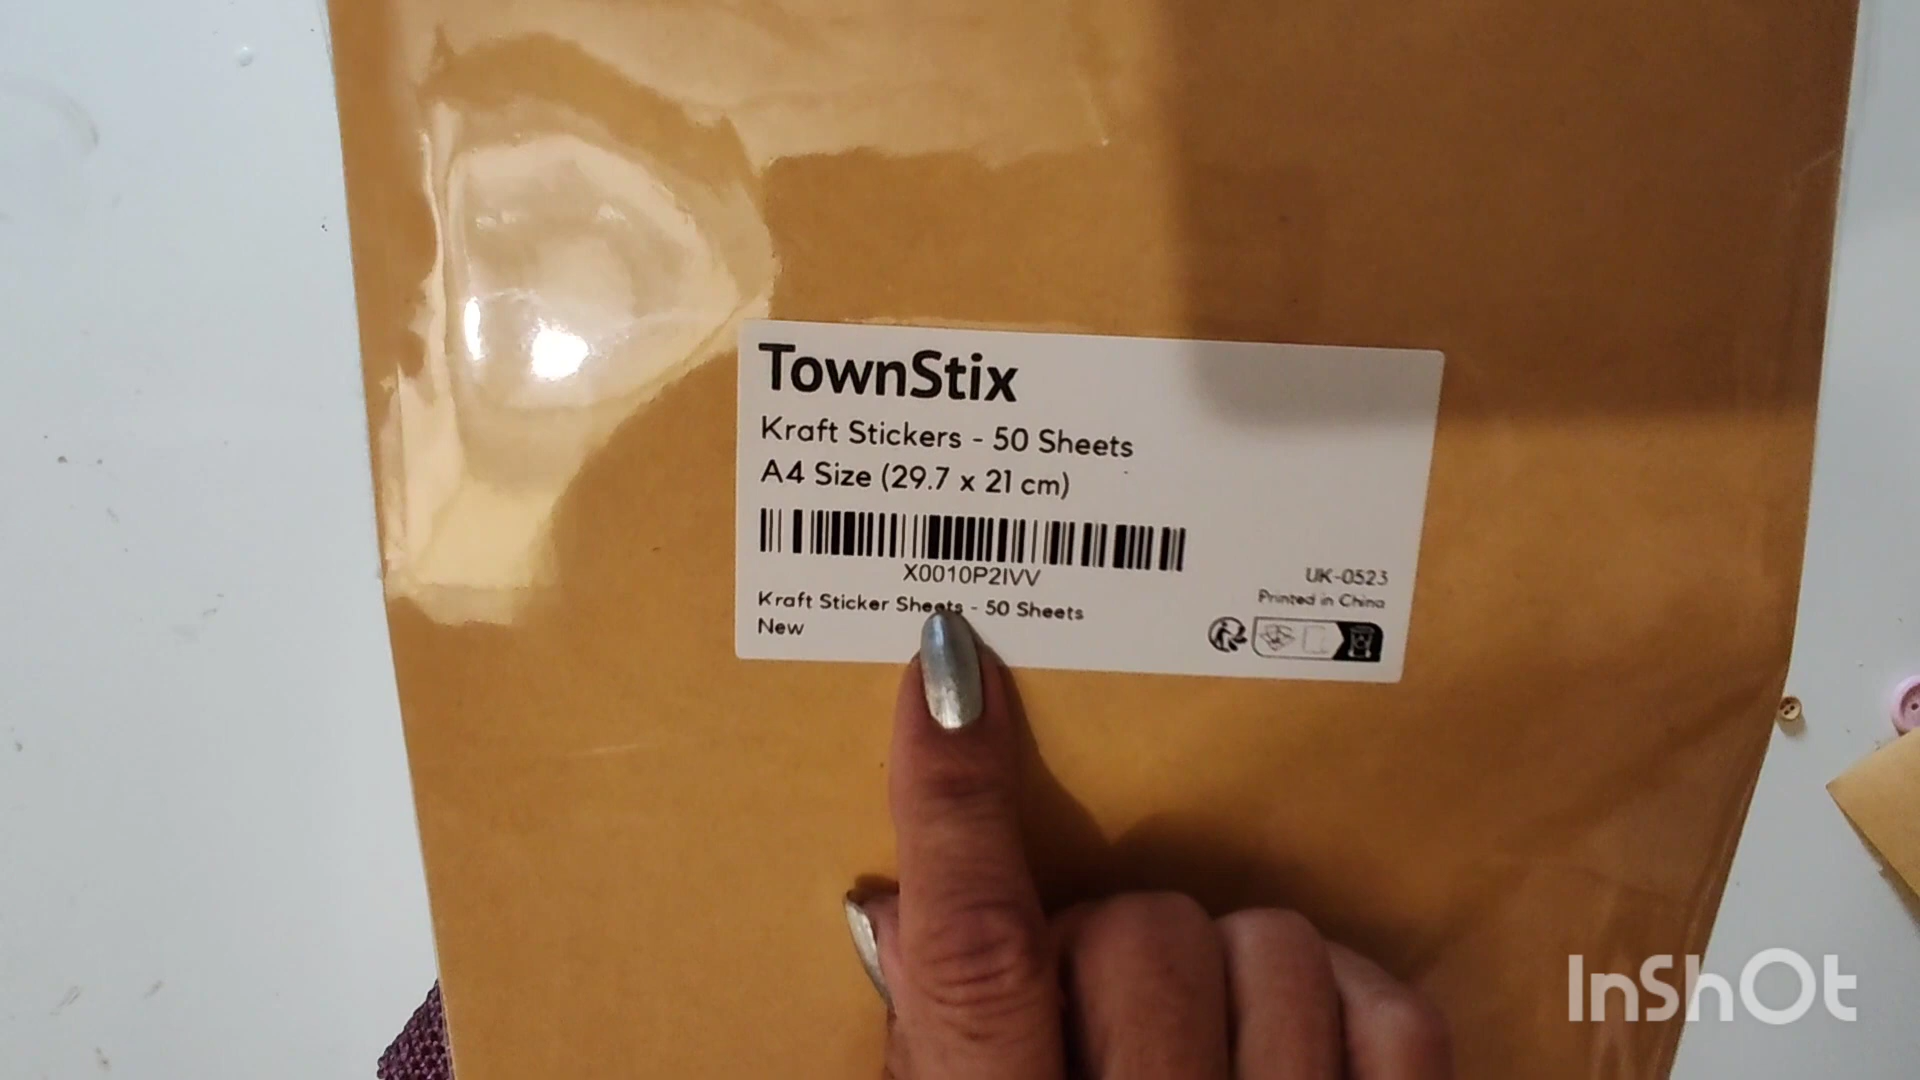 TownStix
Kraft Stickers - 50 Sheets
A4 Size (29.7 x 21 cm)
X0010P2IVV
Kraft Sticker Sheets - 50 Sheets
New
UK-0523
Printed in China
InShOt